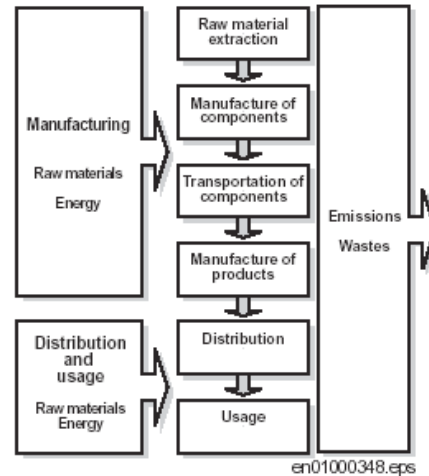 Manufacturing
Raw materials
Energy
Distribution
and
usage
Raw materials
Energy
Raw material
extraction
Manufacture of
components
Transportation of
components
Manufacture of
products
Distribution
Usage
Emissions
Wastes
en01000348.eps